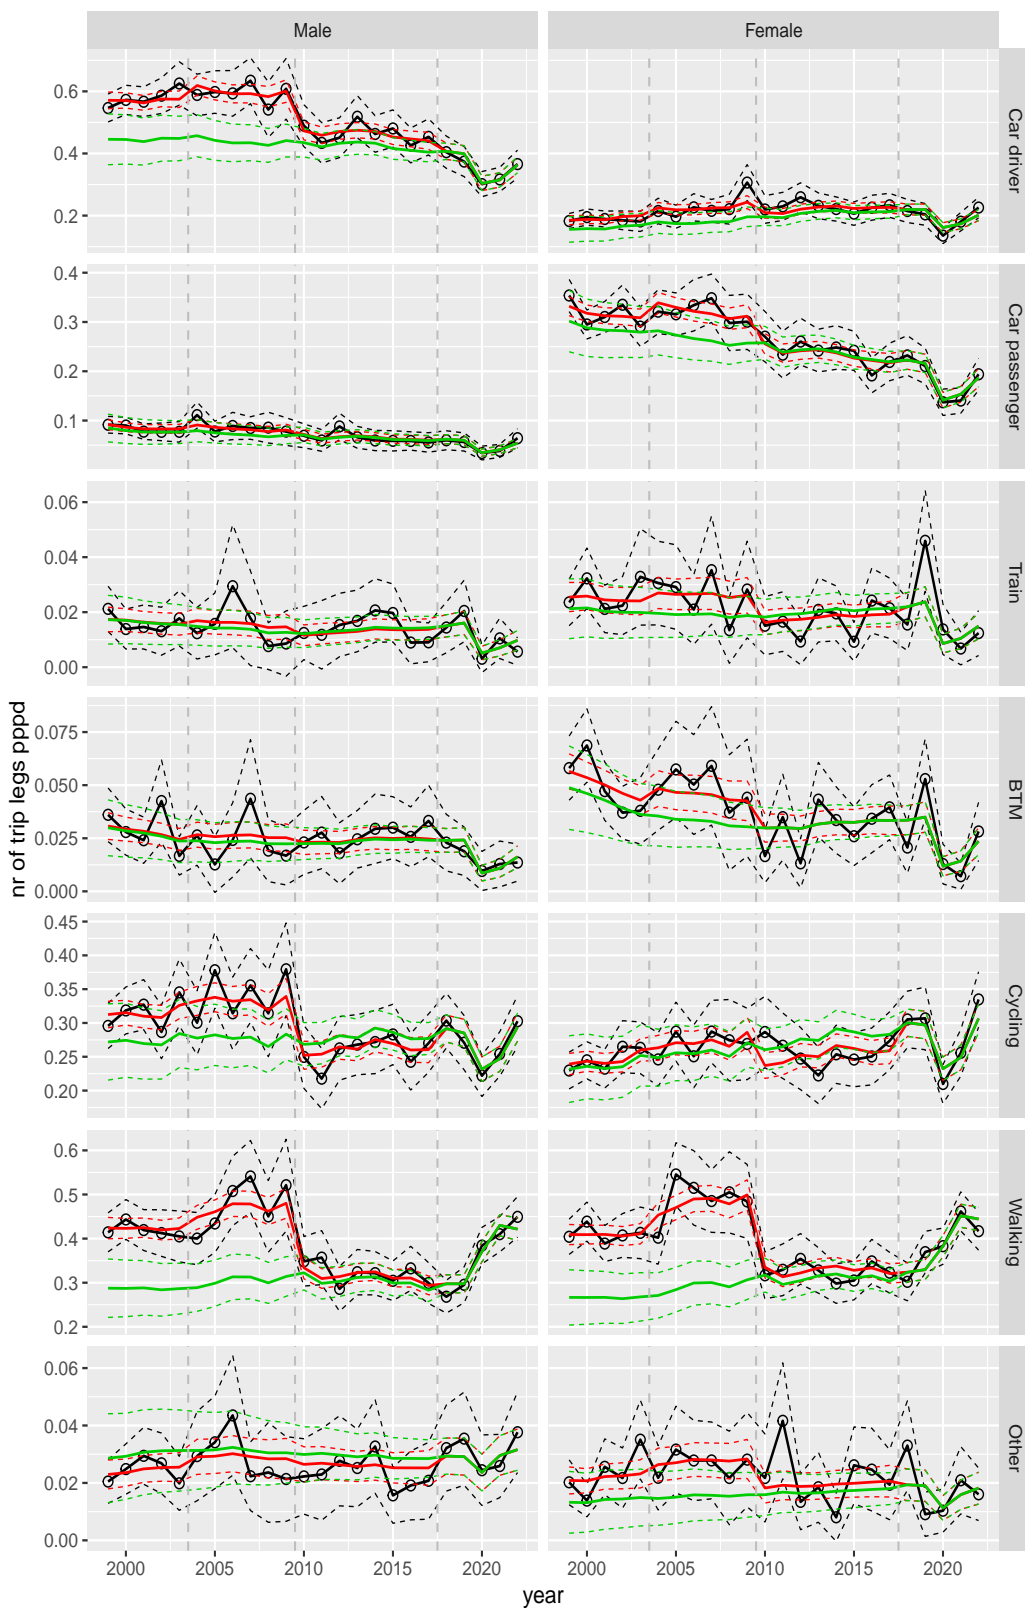 Male Female
0.6
0.4
0.2
Car driver
0.4
0.3
0.2
0.1
Car passenger
0.06
0.04
0.02
0.00
Train
nr of trip legs pppd
0.075
0.050
0.025
0.000
BTM
0.45
0.40
0.35
0.30
0.25
0.20
Cycling
0.6
0.5
0.4
0.3
0.2
Walking
0.06
0.04
0.02
0.00
Other
2000 2005 2010 2015 2020 2000 2005 2010 2015 2020
year